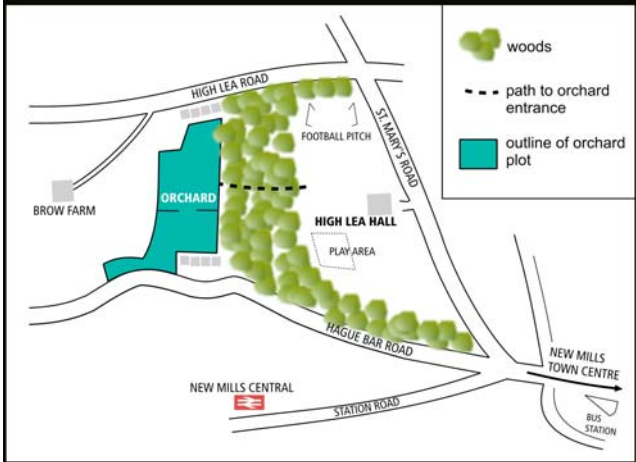 woods
path to orchard
entrance
outline of orchard
plot
HIGH LEA ROAD
FOOTBALL PITCH
ST. MARY'S ROAD
BROW FARM
ORCHARD
HIGH LEA HALL
PLAY AREA
HAGUE BAR ROAD
NEW MILLS
TOWN CENTRE
NEW MILLS CENTRAL
STATION ROAD
BUS
STATION